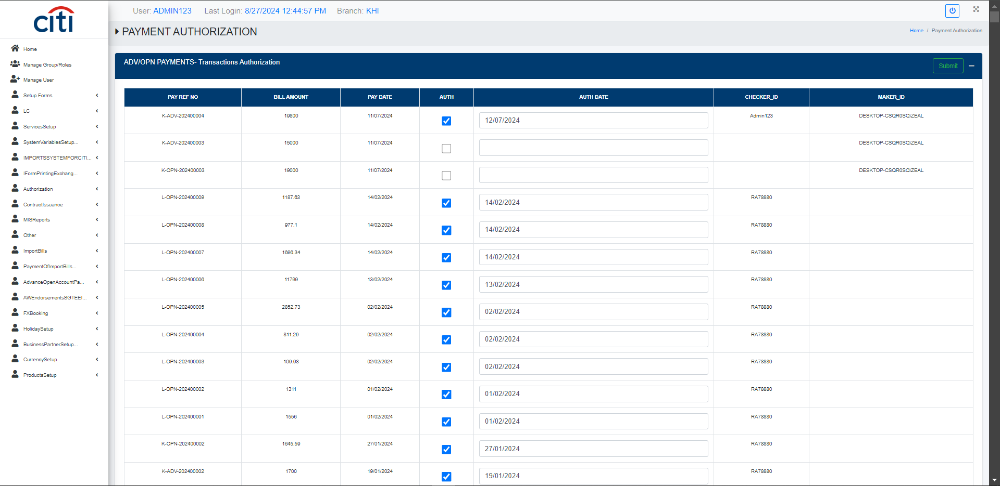 citi
User: ADMIN123 Last Login: 8/27/2024 12:44:57 PM Branch: KHI
PAYMENT AUTHORIZATION
Home / Payment Authorization
Home
Manage Group/Roles
Manage User
Setup Forms
LC
ServicesSetup
SystemVariablesSetup...
IMPORTSSYSTEMFORCITI...
IFormPrintingExchang...
Authorization
ContractIssuance
MISReports
Other
ImportBills
PaymentOfImportBills...
AdvanceOpenAccountPa...
AWEndorsementsSGTEEI...
FXBooking
HolidaySetup
BusinessPartnerSetup...
CurrencySetup
ProductsSetup
ADV/OPN PAYMENTS- Transactions Authorization
Submit
PAY REF NO BILL AMOUNT PAY DATE AUTH AUTH DATE CHECKER_ID MAKER_ID
K-ADV-202400004 19800 11/07/2024 12/07/2024 Admin123 DESKTOP-CSQR0SQ\ZEAL
K-ADV-202400003 15000 11/07/2024 DESKTOP-CSQR0SQ\ZEAL
K-OPN-202400003 19000 11/07/2024 DESKTOP-CSQR0SQ\ZEAL
L-OPN-202400009 1187.63 14/02/2024 14/02/2024 RA78880
L-OPN-202400008 977.1 14/02/2024 14/02/2024 RA78880
L-OPN-202400007 1696.34 14/02/2024 14/02/2024 RA78880
L-OPN-202400006 11799 13/02/2024 13/02/2024 RA78880
L-OPN-202400005 2852.73 02/02/2024 02/02/2024 RA78880
L-OPN-202400004 811.29 02/02/2024 02/02/2024 RA78880
L-OPN-202400003 109.98 02/02/2024 02/02/2024 RA78880
L-OPN-202400002 1311 01/02/2024 01/02/2024 RA78880
L-OPN-202400001 1556 01/02/2024 01/02/2024 RA78880
K-OPN-202400002 1645.59 27/01/2024 27/01/2024 RA78880
K-ADV-202400002 1700 19/01/2024 19/01/2024 RA78880